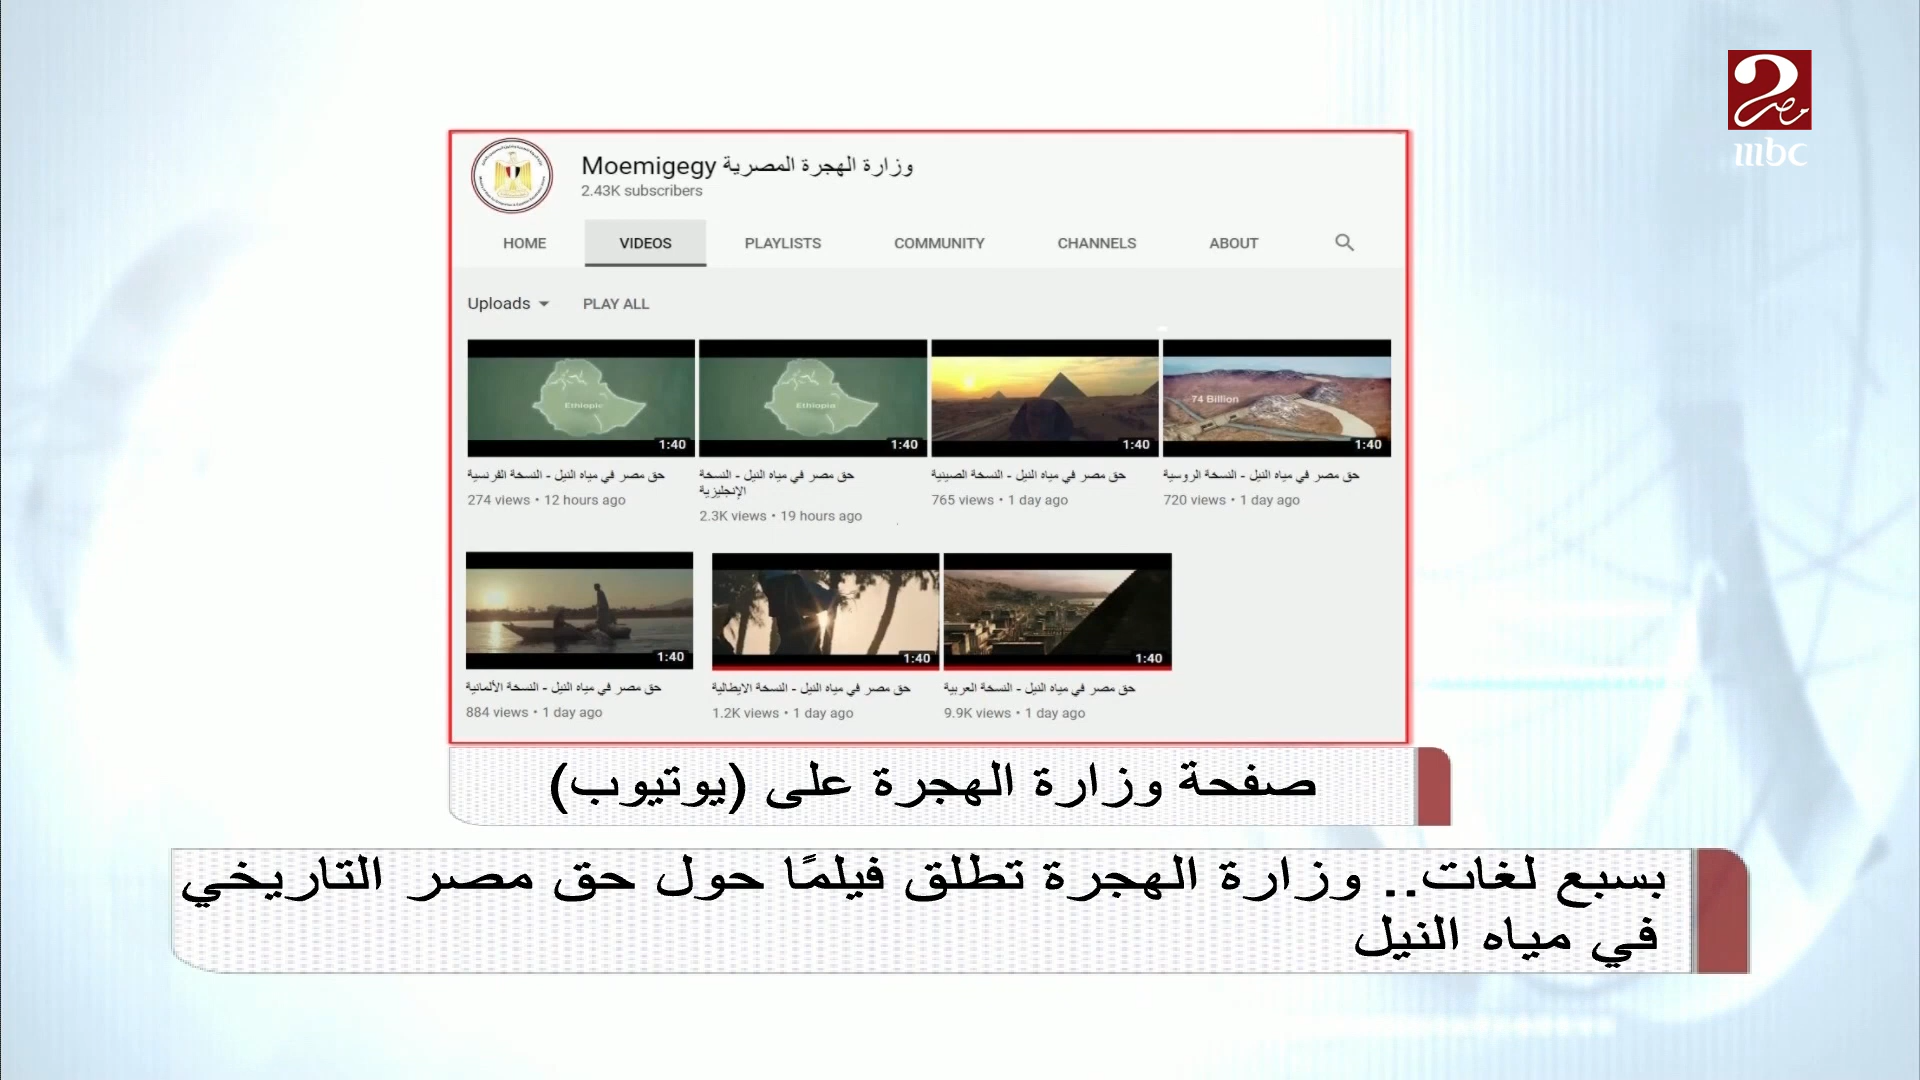 مصر
mbc
Moemigegy وزارة الهجرة المصرية
2.43K subscribers
HOME VIDEOS PLAYLISTS COMMUNITY CHANNELS ABOUT
Uploads PLAY ALL
Ethiopia
1:40
Ethiopia
1:40
1:40
74 Billion
1:40
حق مصر في مياه النيل - النسخة الفرنسية
274 views • 12 hours ago
حق مصر في مياه النيل - النسخة
الإنجليزية
2.3K views • 19 hours ago
حق مصر في مياه النيل - النسخة الصينية
765 views • 1 day ago
حق مصر في مياه النيل - النسخة الروسية
720 views • 1 day ago
1:40
1:40
1:40
حق مصر في مياه النيل - النسخة الألمانية
884 views • 1 day ago
حق مصر في مياه النيل - النسخة الايطالية
1.2K views • 1 day ago
حق مصر في مياه النيل - النسخة العربية
9.9K views • 1 day ago
صفحة وزارة الهجرة على (يوتيوب)
بسبع لغات.. وزارة الهجرة تطلق فيلمًا حول حق مصر التاريخي
في مياه النيل